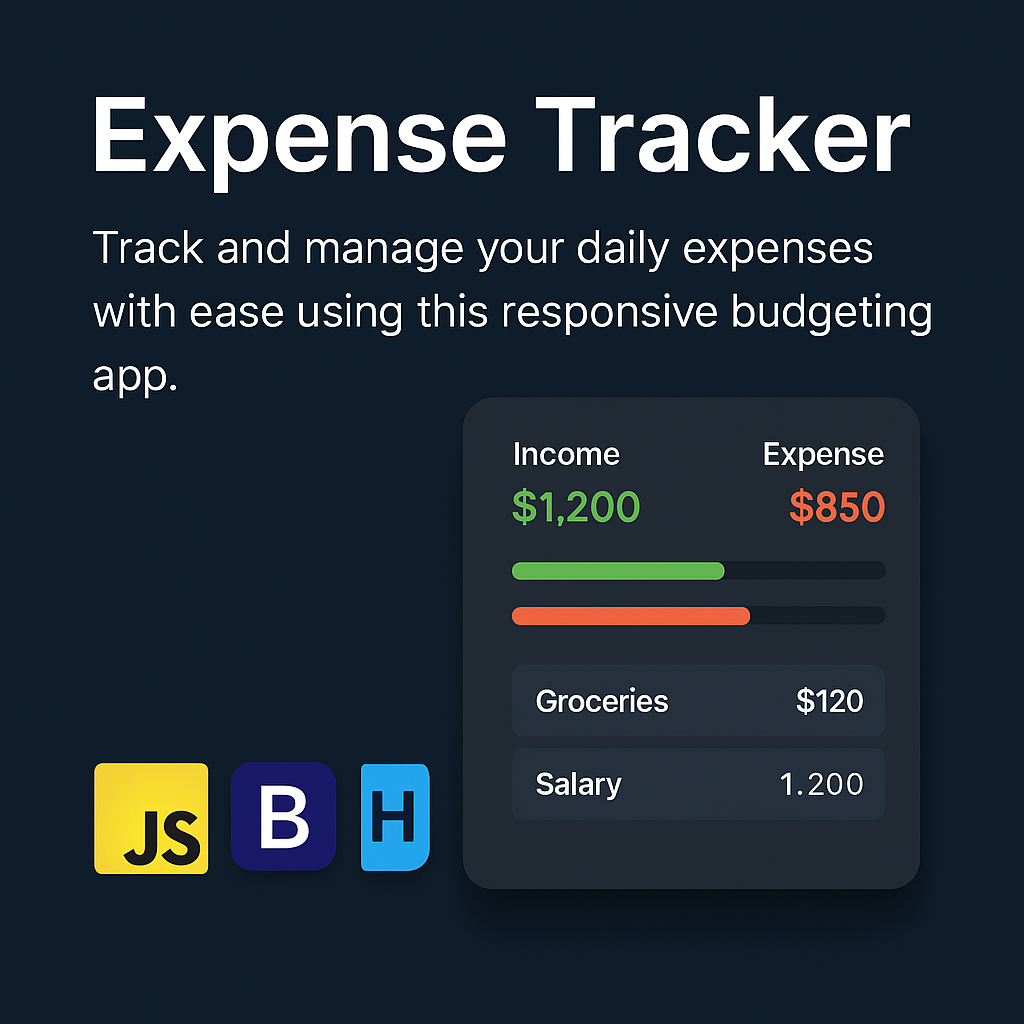 Expense Tracker
Track and manage your daily expenses
with ease using this responsive budgeting
app.
Income Expense
$1,200 $850
Groceries $120
Salary 1.200
JS B H